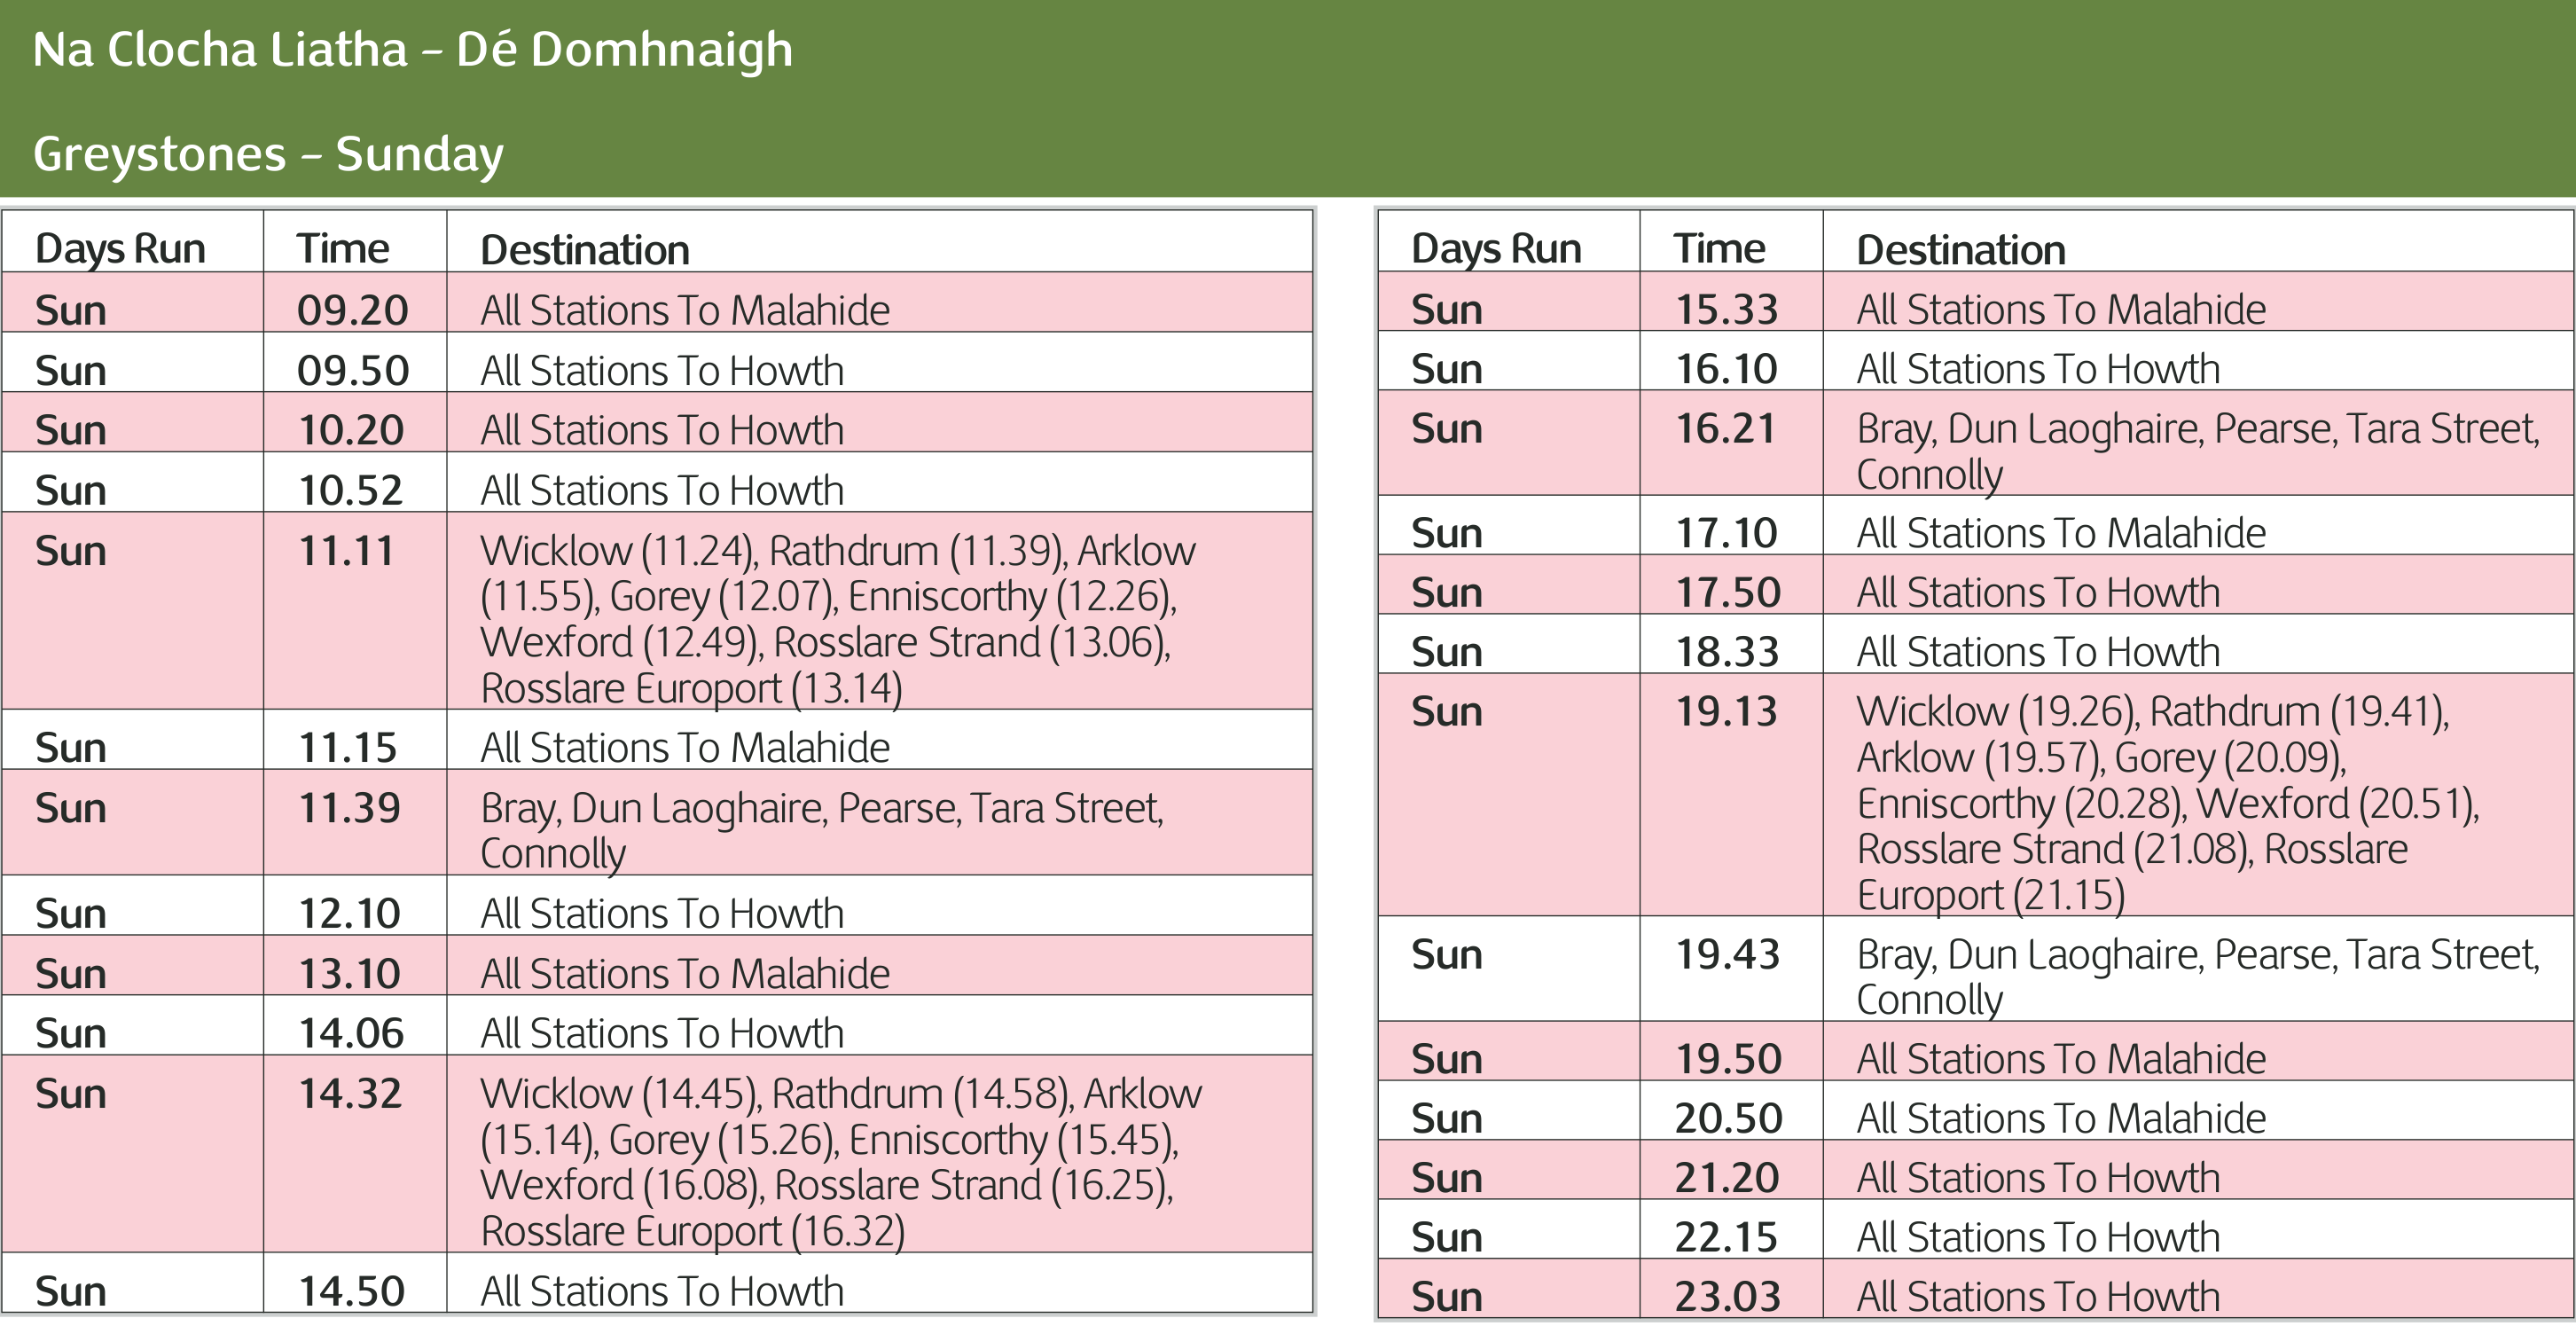 Na Clocha Liatha – Dé Domhnaigh
Greystones – Sunday
Days Run Time Destination
Sun 09.20 All Stations To Malahide
Sun 09.50 All Stations To Howth
Sun 10.20 All Stations To Howth
Sun 10.52 All Stations To Howth
Sun 11.11 Wicklow (11.24), Rathdrum (11.39), Arklow
(11.55), Gorey (12.07), Enniscorthy (12.26),
Wexford (12.49), Rosslare Strand (13.06),
Rosslare Europort (13.14)
Sun 11.15 All Stations To Malahide
Sun 11.39 Bray, Dun Laoghaire, Pearse, Tara Street,
Connolly
Sun 12.10 All Stations To Howth
Sun 13.10 All Stations To Malahide
Sun 14.06 All Stations To Howth
Sun 14.32 Wicklow (14.45), Rathdrum (14.58), Arklow
(15.14), Gorey (15.26), Enniscorthy (15.45),
Wexford (16.08), Rosslare Strand (16.25),
Rosslare Europort (16.32)
Sun 14.50 All Stations To Howth
Days Run Time Destination
Sun 15.33 All Stations To Malahide
Sun 16.10 All Stations To Howth
Sun 16.21 Bray, Dun Laoghaire, Pearse, Tara Street,
Connolly
Sun 17.10 All Stations To Malahide
Sun 17.50 All Stations To Howth
Sun 18.33 All Stations To Howth
Sun 19.13 Wicklow (19.26), Rathdrum (19.41),
Arklow (19.57), Gorey (20.09),
Enniscorthy (20.28), Wexford (20.51),
Rosslare Strand (21.08), Rosslare
Europort (21.15)
Sun 19.43 Bray, Dun Laoghaire, Pearse, Tara Street,
Connolly
Sun 19.50 All Stations To Malahide
Sun 20.50 All Stations To Malahide
Sun 21.20 All Stations To Howth
Sun 22.15 All Stations To Howth
Sun 23.03 All Stations To Howth